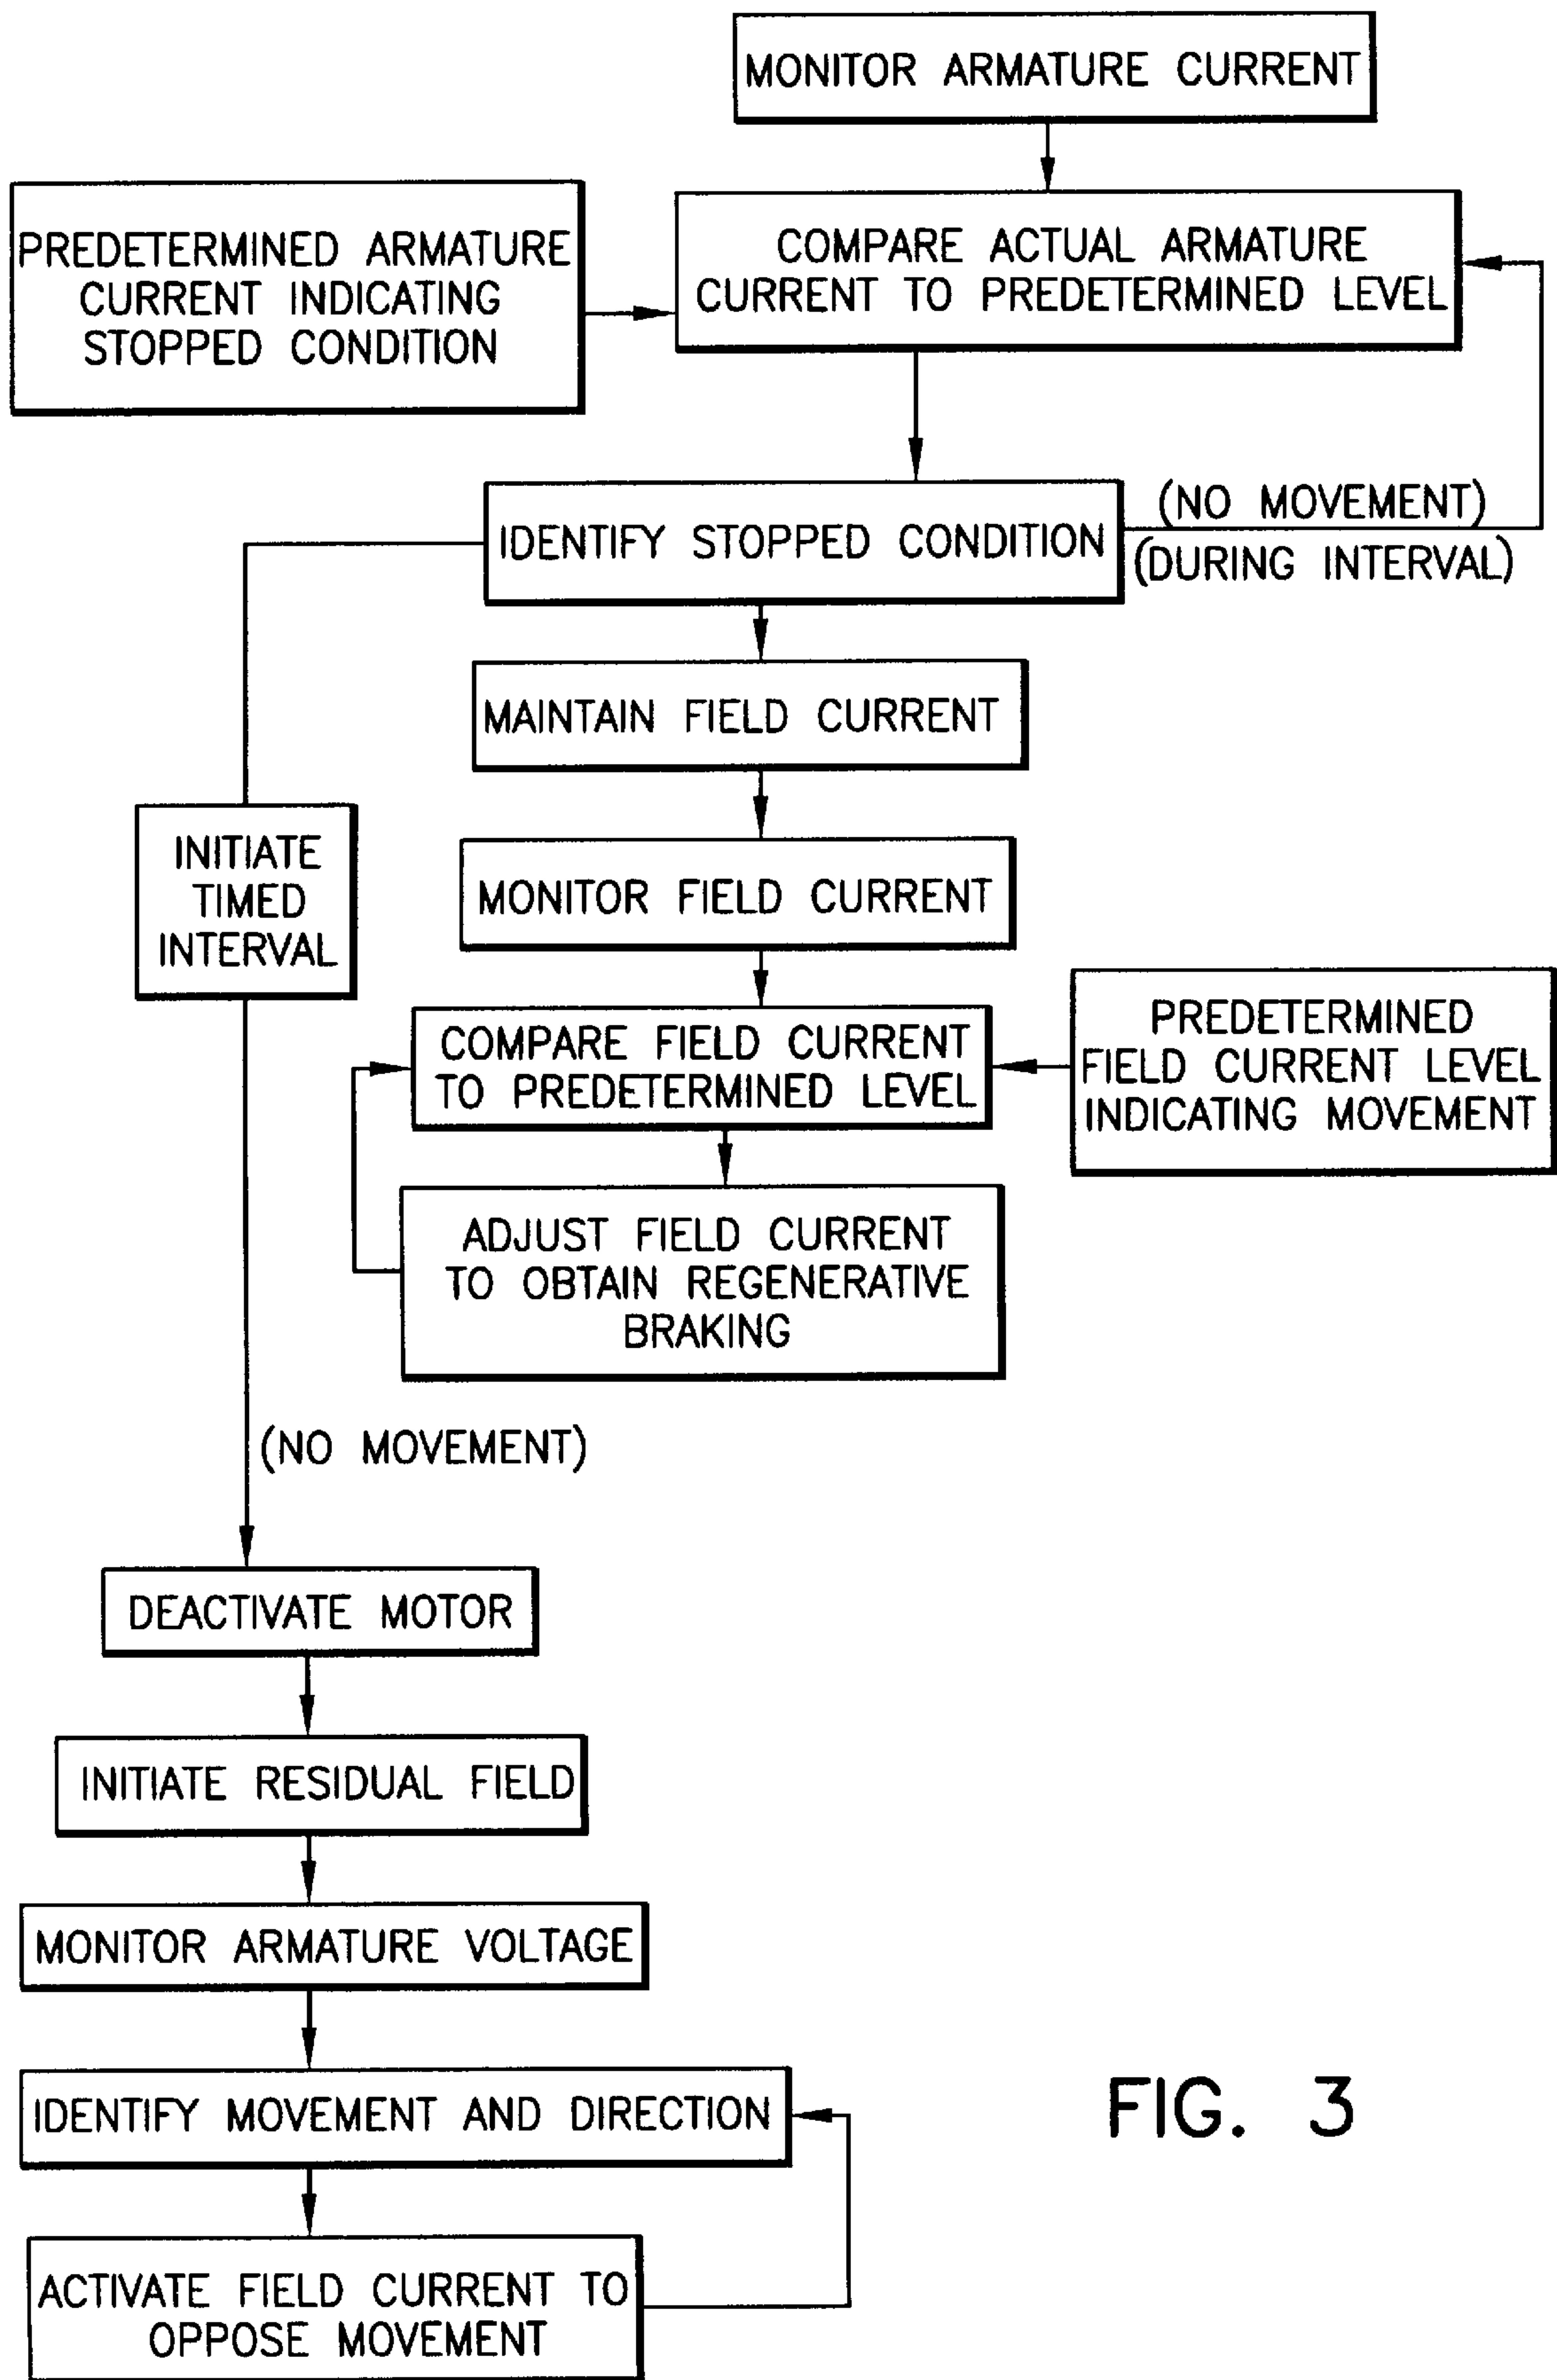 MONITOR ARMATURE CURRENT
PREDETERMINED ARMATURE
CURRENT INDICATING
STOPPED CONDITION
COMPARE ACTUAL ARMATURE
CURRENT TO PREDETERMINED LEVEL
IDENTIFY STOPPED CONDITION
(NO MOVEMENT)
(DURING INTERVAL)
MAINTAIN FIELD CURRENT
INITIATE
TIMED
INTERVAL
MONITOR FIELD CURRENT
COMPARE FIELD CURRENT
TO PREDETERMINED LEVEL
PREDETERMINED
FIELD CURRENT LEVEL
INDICATING MOVEMENT
ADJUST FIELD CURRENT
TO OBTAIN REGENERATIVE
BRAKING
(NO MOVEMENT)
DEACTIVATE MOTOR
INITIATE RESIDUAL FIELD
MONITOR ARMATURE VOLTAGE
IDENTIFY MOVEMENT AND DIRECTION
ACTIVATE FIELD CURRENT TO
OPPOSE MOVEMENT
FIG. 3